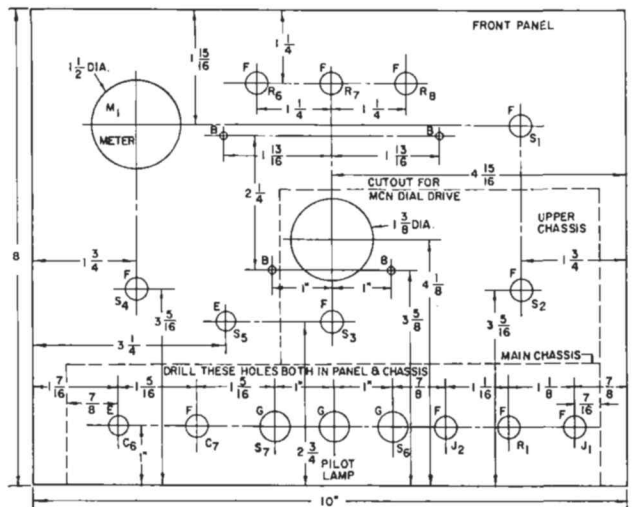 FRONT PANEL
1 1/4
1 15/16
1 1/2 DIA.
F F F
R6 R7 R8
M1
METER
1 1/4 1 1/4
F
S1
B B
1 13/16 1 13/16
4 15/16
2 1/4
CUTOUT FOR
MCN DIAL DRIVE
1 3/8 DIA.
UPPER
CHASSIS
8
1 3/4
4 1/8
1 3/4
B B
F
S4
1" 1"
F
S2
3 5/16
E
S5
F
S3
3 5/8
3 5/16
3 1/4
MAIN CHASSIS
DRILL THESE HOLES BOTH IN PANEL & CHASSIS
7/16 1 5/16 1 5/16 1" 1" 7/8 1 1/16 1 1/8 7/8
7/8 7/16
E F G G G F F F
C6 C7 S7 S6 J2 R1 J1
1"
2 3/4
PILOT
LAMP
10"